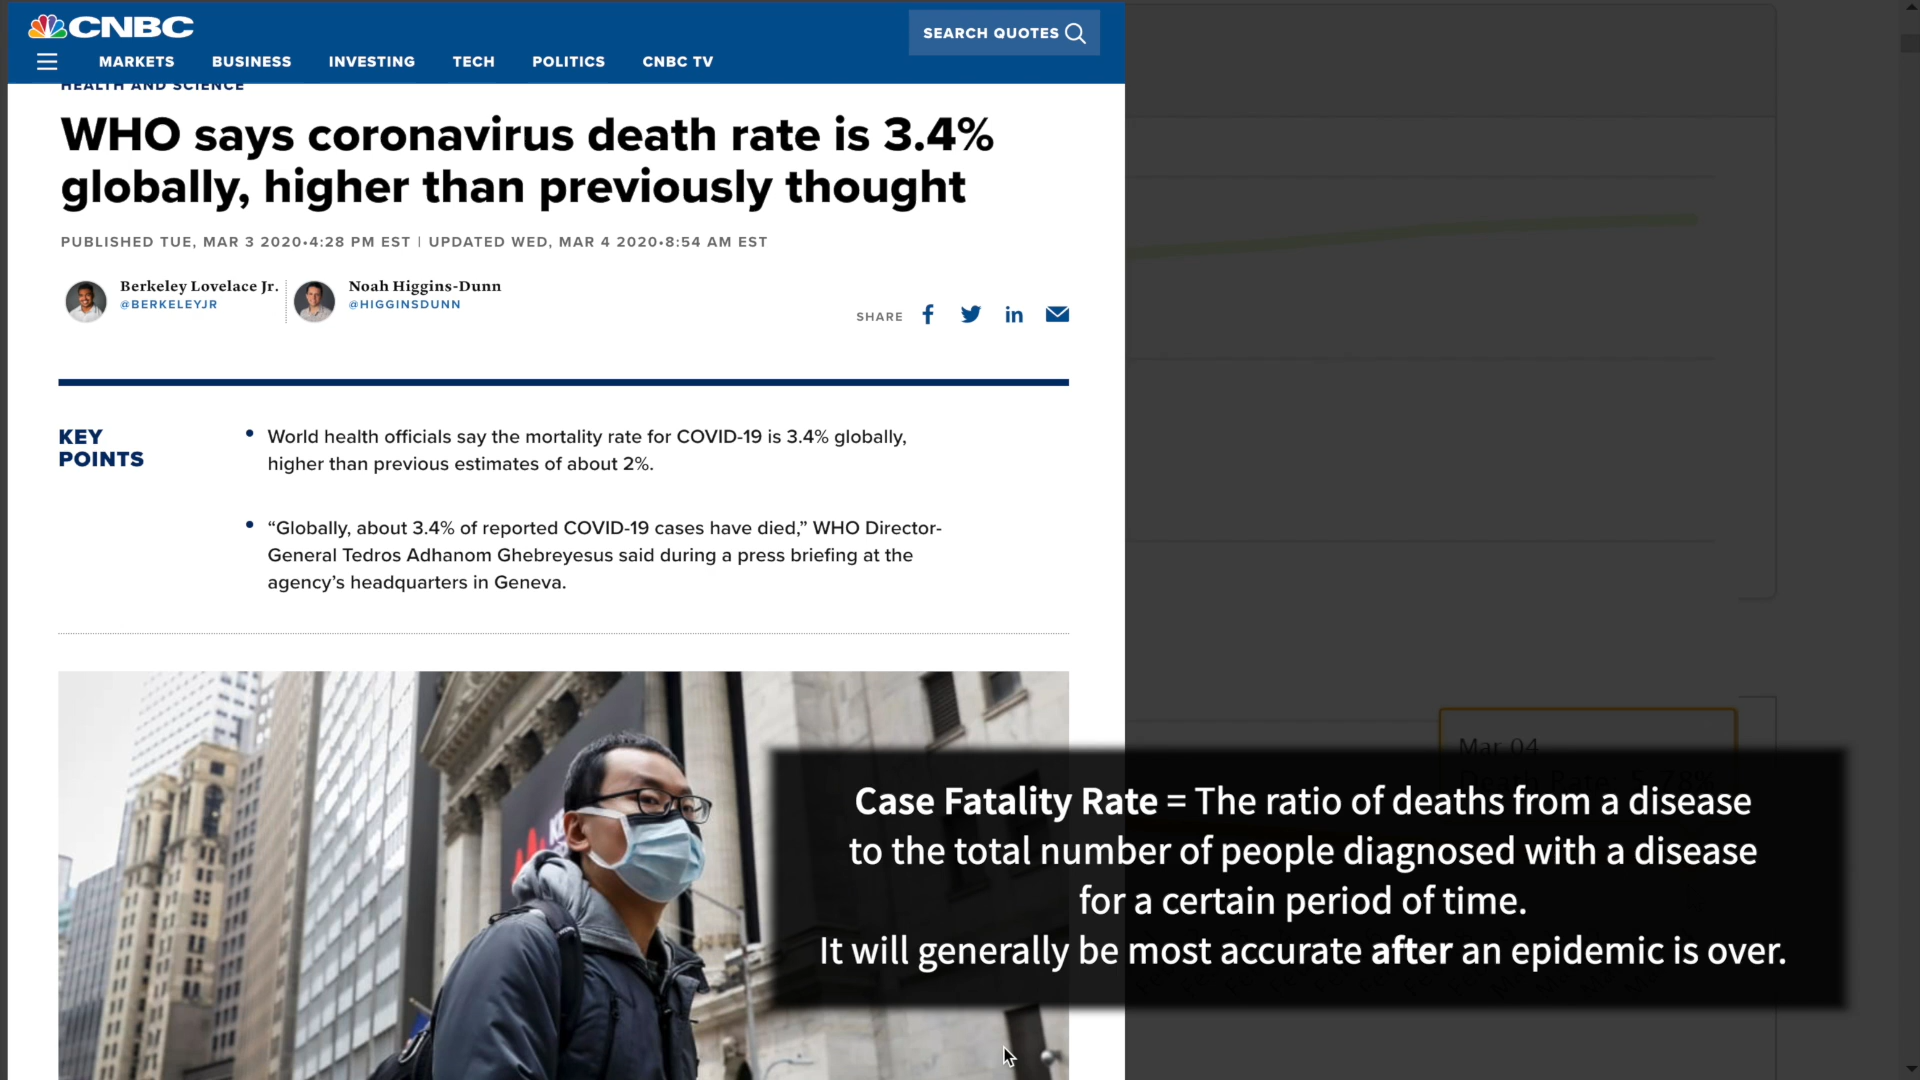 CNBC
SEARCH QUOTES
MARKETS BUSINESS INVESTING TECH POLITICS CNBC TV
HEALTH AND SCIENCE
WHO says coronavirus death rate is 3.4%
globally, higher than previously thought
PUBLISHED TUE, MAR 3 2020•4:28 PM EST | UPDATED WED, MAR 4 2020•8:54 AM EST
Berkeley Lovelace Jr.
@BERKELEYJR
Noah Higgins-Dunn
@HIGGINSDUNN
SHARE
KEY
POINTS
• World health officials say the mortality rate for COVID-19 is 3.4% globally,
higher than previous estimates of about 2%.
• “Globally, about 3.4% of reported COVID-19 cases have died,” WHO Director-
General Tedros Adhanom Ghebreyesus said during a press briefing at the
agency’s headquarters in Geneva.
Mar 04
Death Rate: 5.78%
Case Fatality Rate = The ratio of deaths from a disease
to the total number of people diagnosed with a disease
for a certain period of time.
It will generally be most accurate after an epidemic is over.